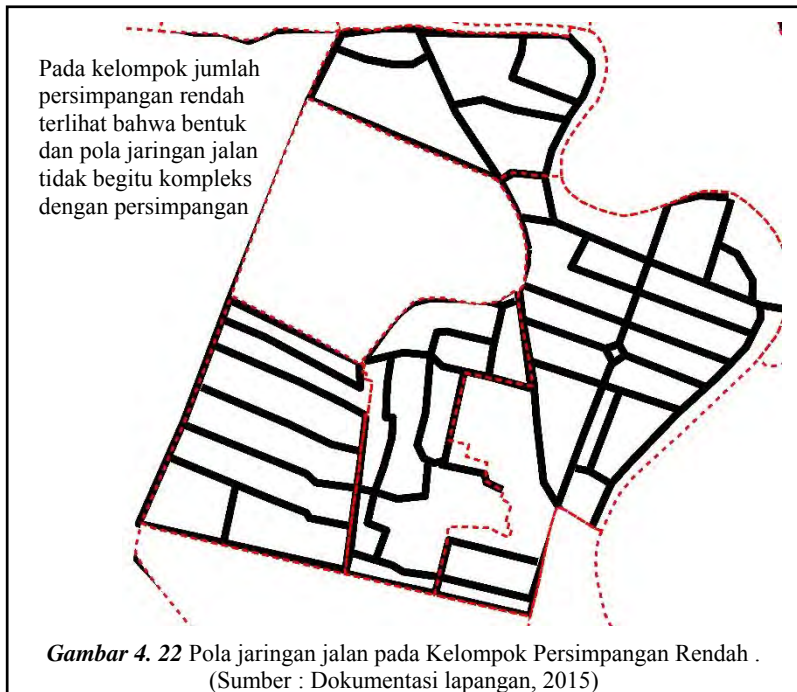 Pada kelompok jumlah
persimpangan rendah
terlihat bahwa bentuk
dan pola jaringan jalan
tidak begitu kompleks
dengan persimpangan
Gambar 4. 22 Pola jaringan jalan pada Kelompok Persimpangan Rendah .
(Sumber : Dokumentasi lapangan, 2015)